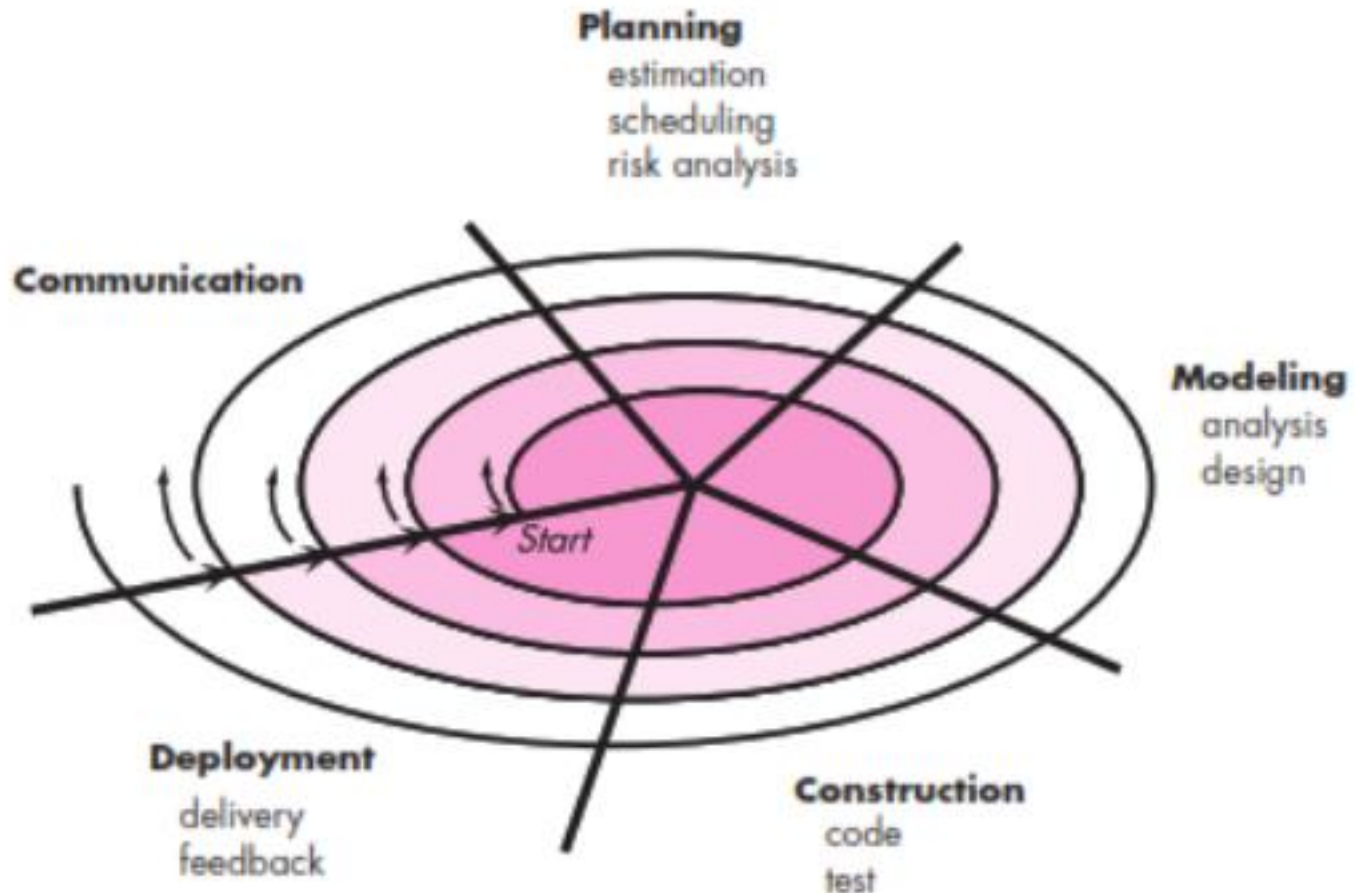 Planning
estimation
scheduling
risk analysis
Communication
Modeling
analysis
design
Start
Deployment
delivery
feedback
Construction
code
test